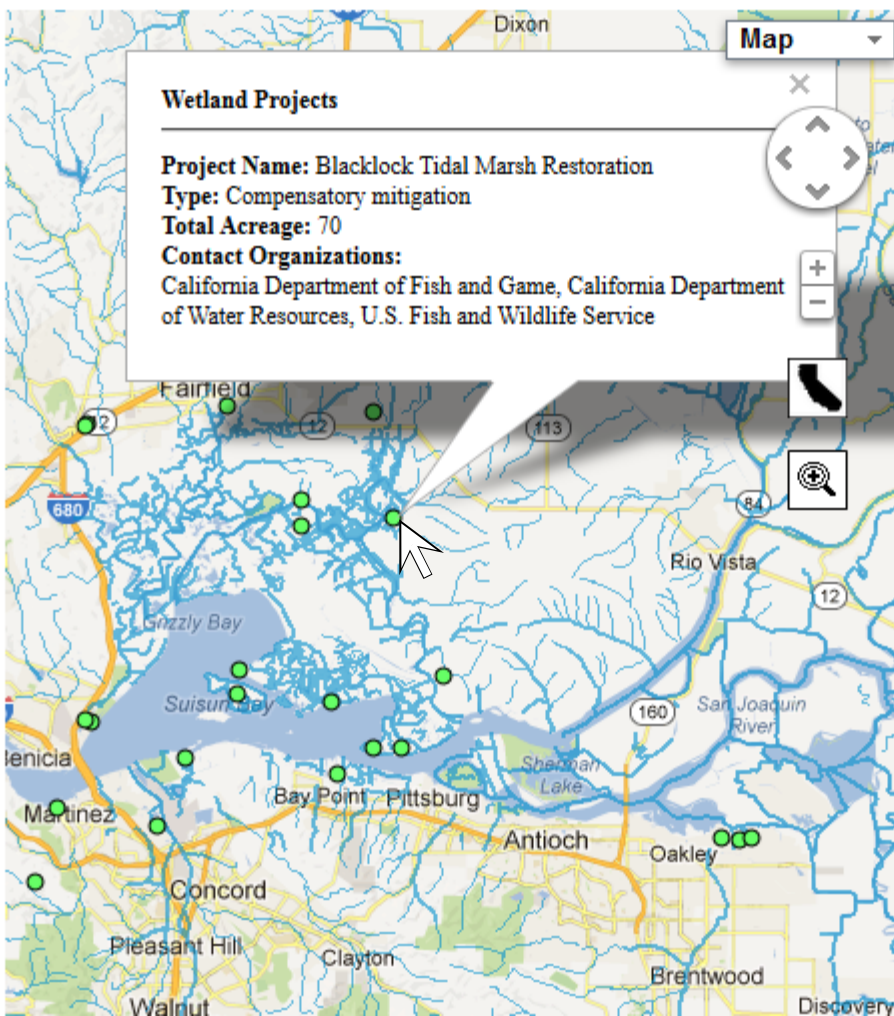 Dixon
Map
Wetland Projects
Project Name: Blacklock Tidal Marsh Restoration
Type: Compensatory mitigation
Total Acreage: 70
Contact Organizations:
California Department of Fish and Game, California Department
of Water Resources, U.S. Fish and Wildlife Service
Fairfield
12
113
680
84
Rio Vista
12
Grizzly Bay
Suisun Bay
160
San Joaquin
River
Benicia
Sherman
Lake
Bay Point
Pittsburg
Martinez
Antioch
Oakley
Concord
Pleasant Hill
Clayton
Brentwood
Walnut
Discovery